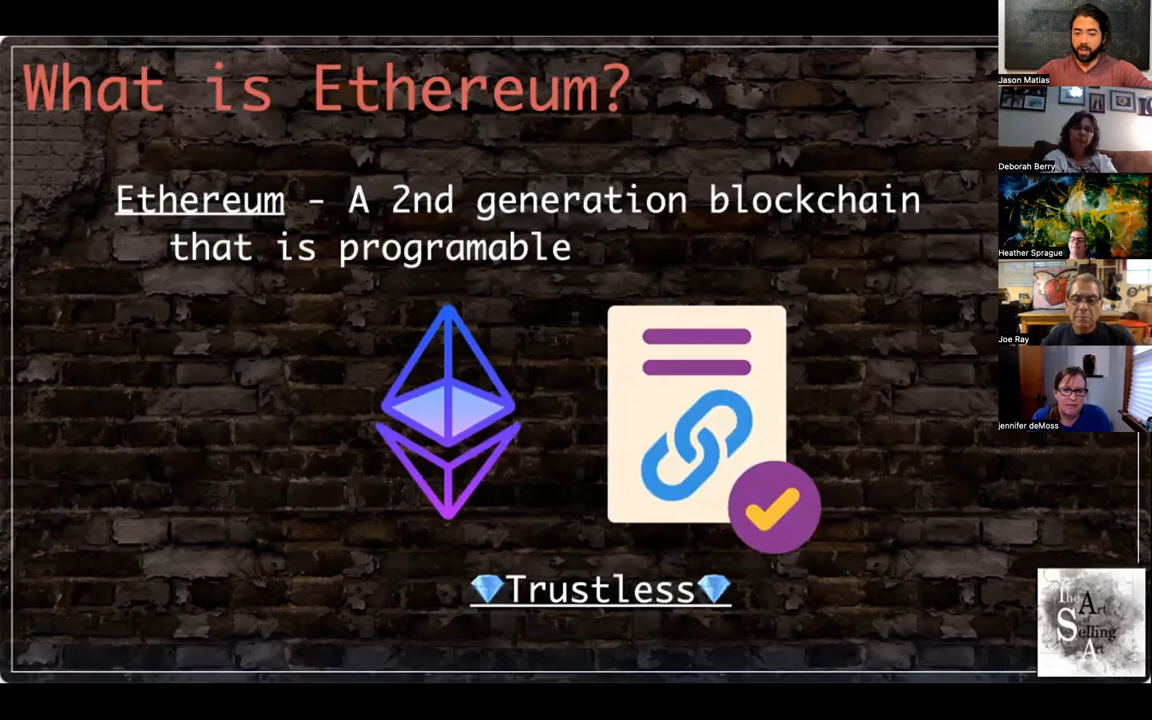 What is Ethereum?
Ethereum - A 2nd generation blockchain
that is programable
💎Trustless💎
Jason Matias
Deborah Berry
Heather Sprague
Joe Ray
jennifer deMoss
The
Art
of
Selling
Art